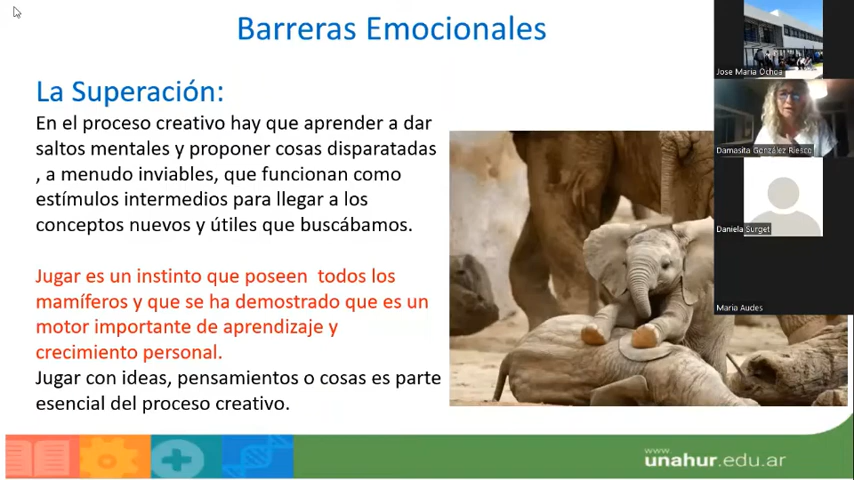 Barreras Emocionales
La Superación:
En el proceso creativo hay que aprender a dar
saltos mentales y proponer cosas disparatadas
, a menudo inviables, que funcionan como
estímulos intermedios para llegar a los
conceptos nuevos y útiles que buscábamos.
Jugar es un instinto que poseen todos los
mamíferos y que se ha demostrado que es un
motor importante de aprendizaje y
crecimiento personal.
Jugar con ideas, pensamientos o cosas es parte
esencial del proceso creativo.
Jose Maria Ochoa
Damasita González Riesco
Daniela Surget
Maria Audes
www.
unahur.edu.ar